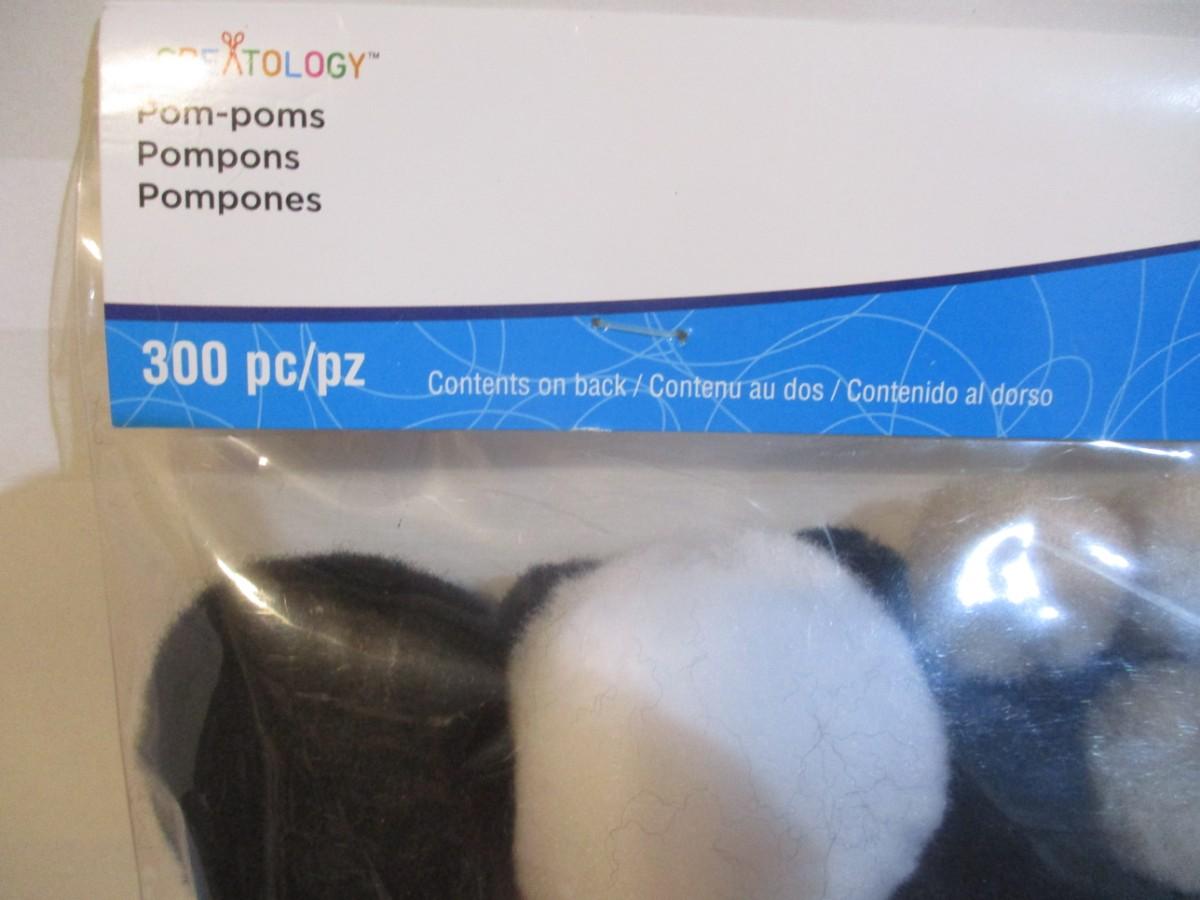 CREATOLOGY™
Pom-poms
Pompons
Pompones
300 pc/pz
Contents on back / Contenu au dos / Contenido al dorso